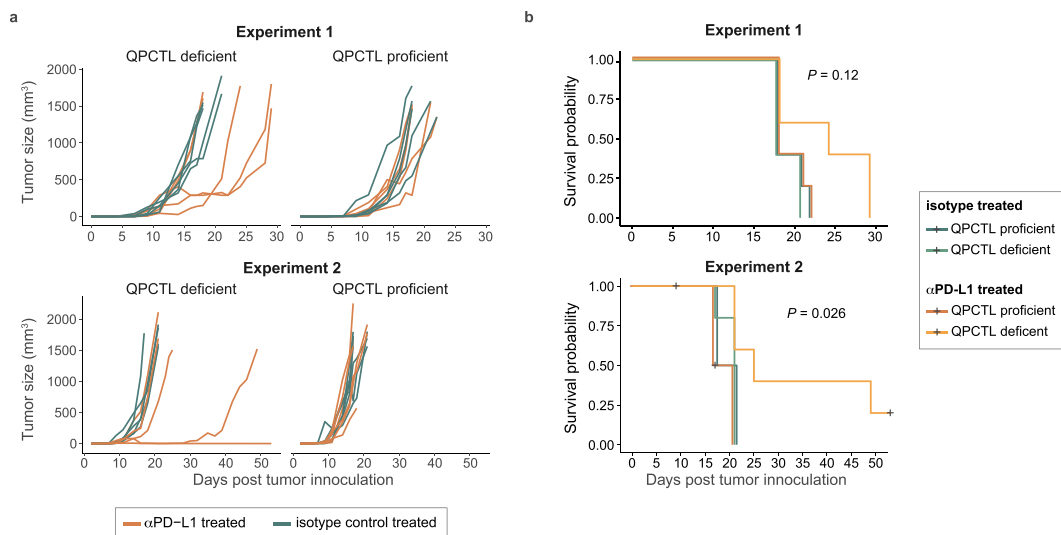 a
Experiment 1
QPCTL deficient
QPCTL proficient
Tumor size (mm³)
2000
1500
1000
500
0
0 5 10 15 20 25 30
0 5 10 15 20 25 30
Experiment 2
QPCTL deficient
QPCTL proficient
Tumor size (mm³)
2000
1500
1000
500
0
0 10 20 30 40 50
0 10 20 30 40 50
Days post tumor innoculation
αPD−L1 treated
isotype control treated
b
Experiment 1
Survival probability
1.00
0.75
0.50
0.25
0.00
P = 0.12
0 5 10 15 20 25 30
Experiment 2
Survival probability
1.00
0.75
0.50
0.25
0.00
P = 0.026
0 5 10 15 20 25 30 35 40 45 50
Days post tumor innoculation
isotype treated
QPCTL proficient
QPCTL deficient
αPD-L1 treated
QPCTL proficient
QPCTL deficent